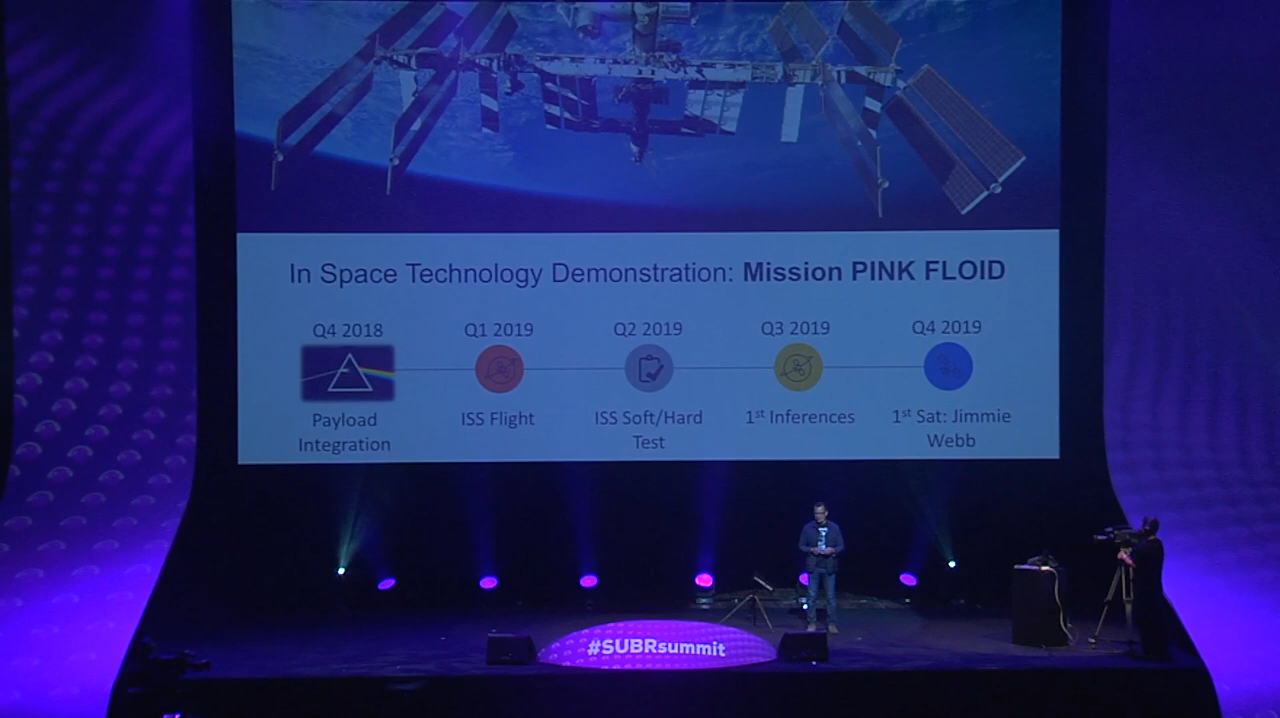 In Space Technology Demonstration: Mission PINK FLOID
Q4 2018
Q1 2019
Q2 2019
Q3 2019
Q4 2019
Payload
Integration
ISS Flight
ISS Soft/Hard
Test
1st Inferences
1st Sat: Jimmie
Webb
#SUBRsummit